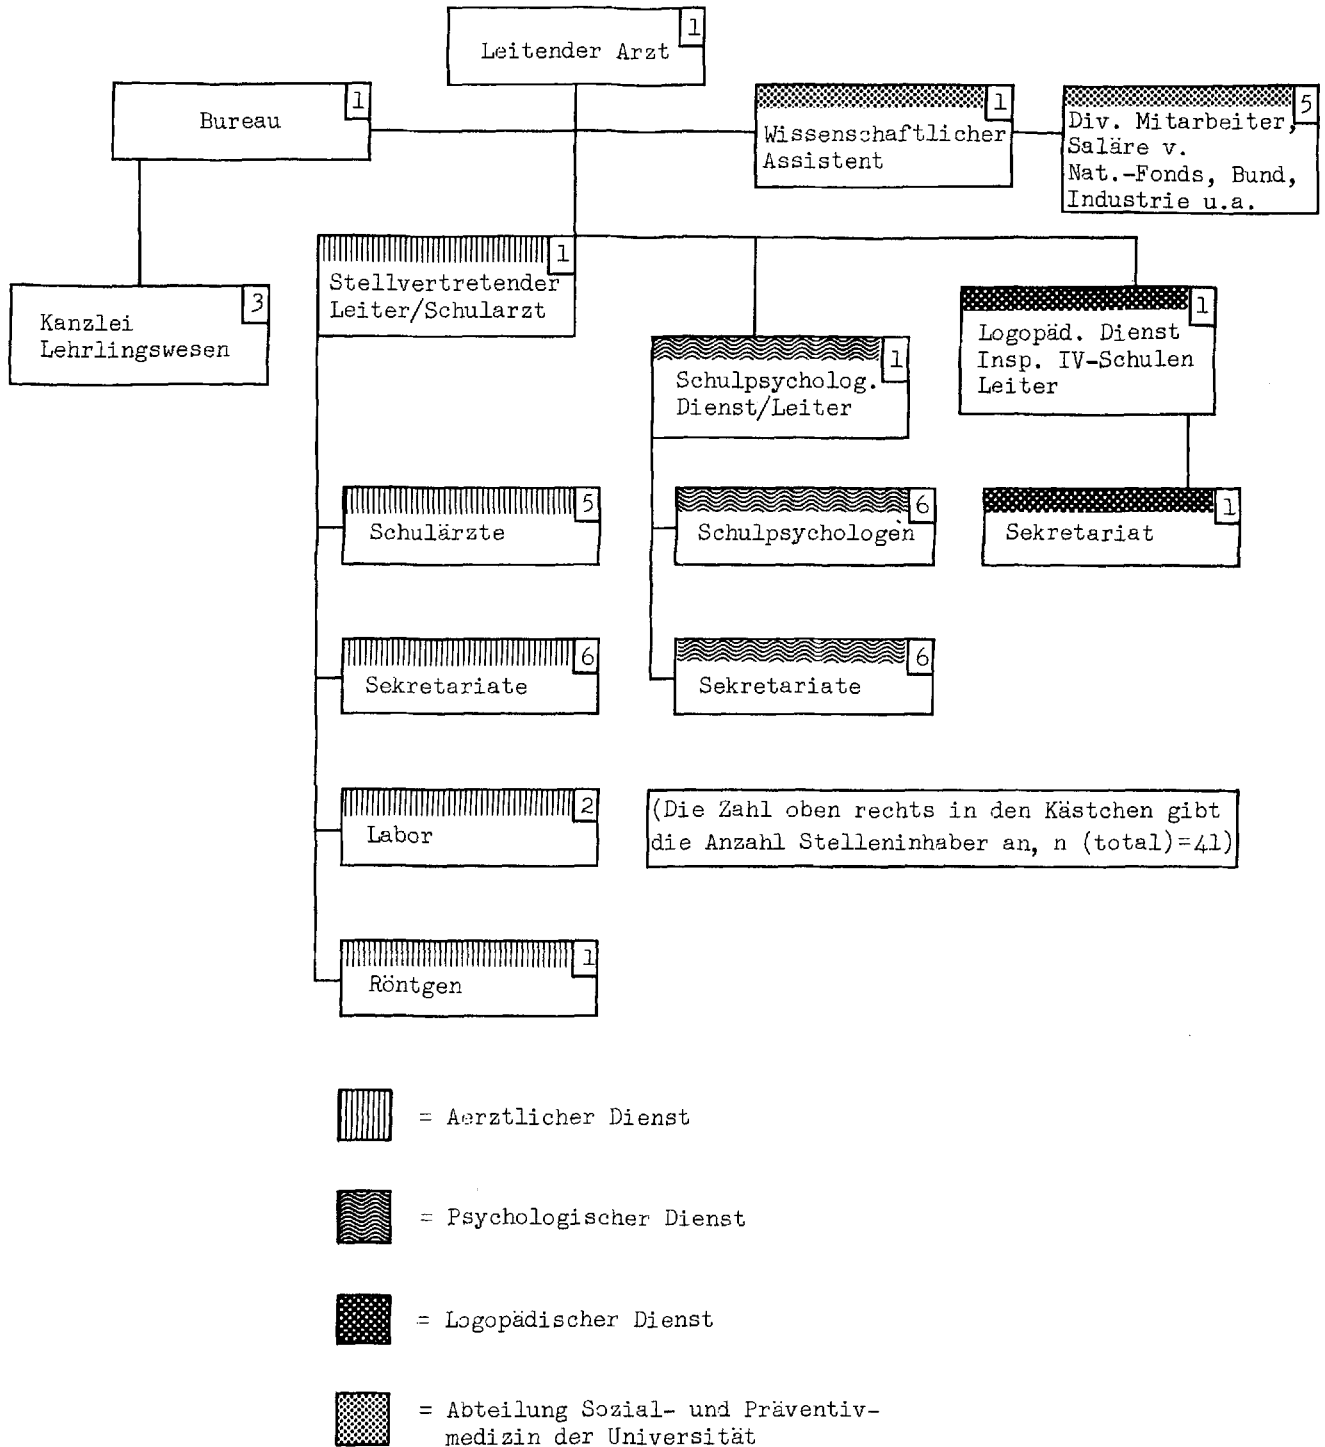 Leitender Arzt
1
Bureau
1
Wissenschaftlicher
Assistent
1
Div. Mitarbeiter,
Saläre v.
Nat.-Fonds, Bund,
Industrie u.a.
5
Kanzlei
Lehrlingswesen
3
Stellvertretender
Leiter/Schularzt
1
Schulpsycholog.
Dienst/Leiter
1
Logopäd. Dienst
Insp. IV-Schulen
Leiter
1
Schulärzte
5
Schulpsychologen
6
Sekretariat
1
Sekretariate
6
Sekretariate
6
Labor
2
(Die Zahl oben rechts in den Kästchen gibt
die Anzahl Stelleninhaber an, n (total)=41)
Röntgen
1
= Aerztlicher Dienst
= Psychologischer Dienst
= Logopädischer Dienst
= Abteilung Sozial- und Präventiv-
medizin der Universität